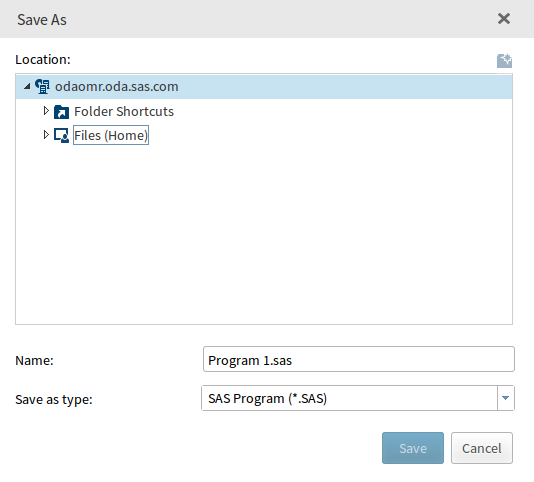 Save As
Location:
odaomr.oda.sas.com
Folder Shortcuts
Files (Home)
Name: Program 1.sas
Save as type: SAS Program (*.SAS)
Save Cancel